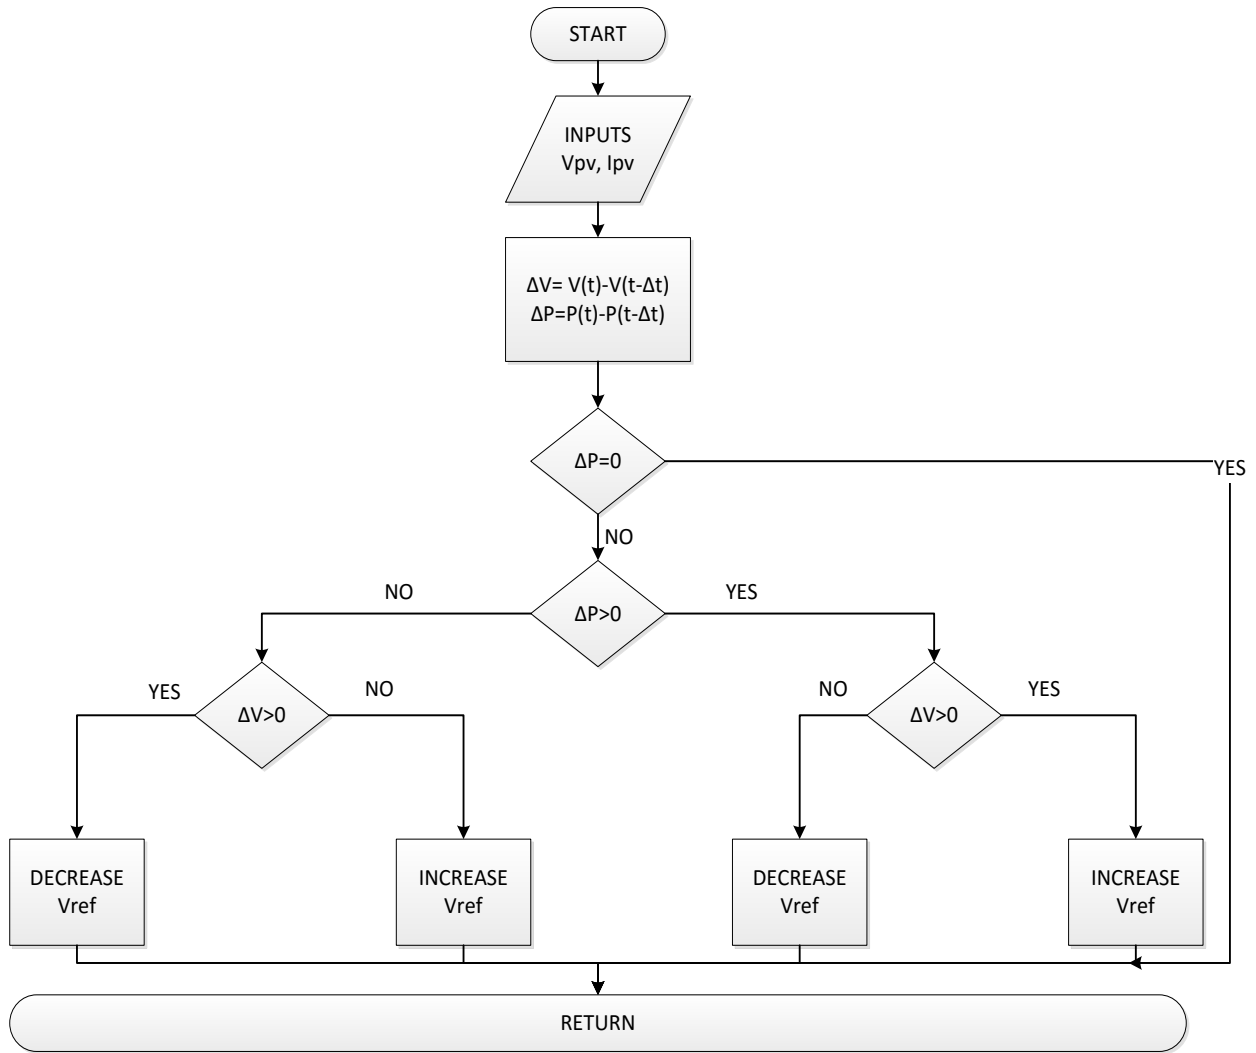 START
INPUTS
Vpv, Ipv
ΔV= V(t)-V(t-Δt)
ΔP=P(t)-P(t-Δt)
ΔP=0
YES
NO
ΔP>0
NO
YES
YES
ΔV>0
NO
NO
ΔV>0
YES
DECREASE
Vref
INCREASE
Vref
DECREASE
Vref
INCREASE
Vref
RETURN